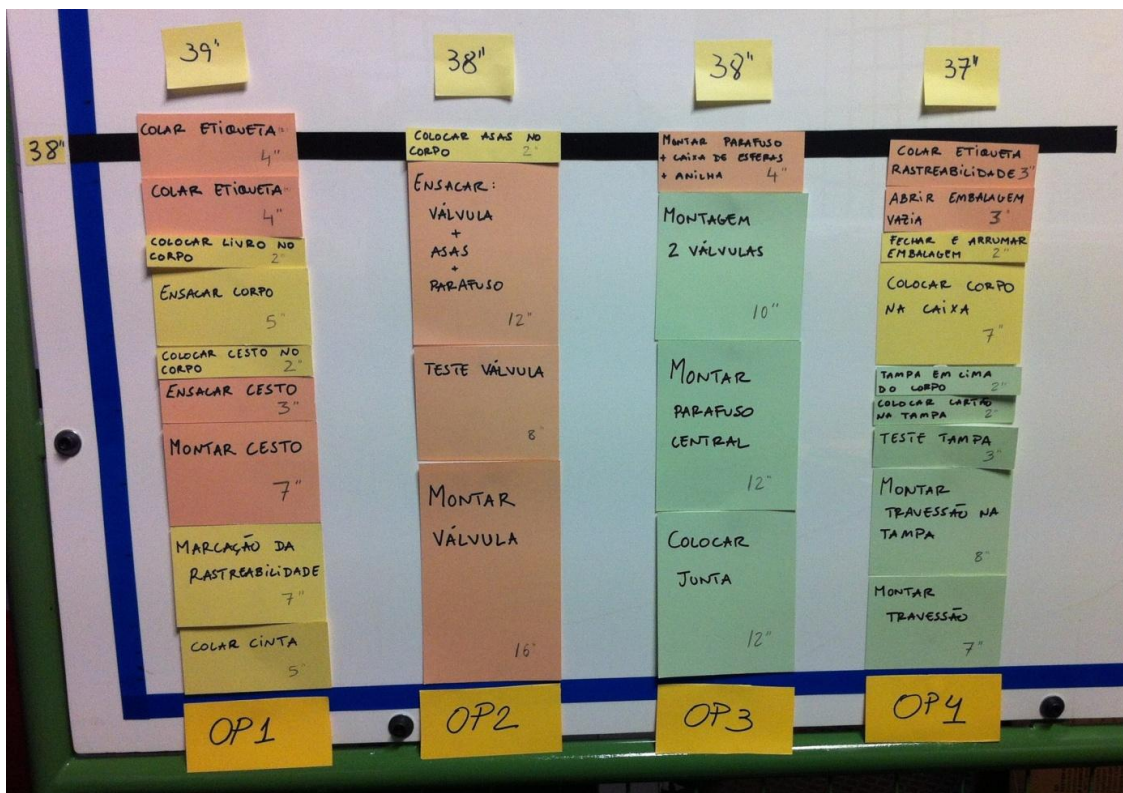 39"
38"
38"
37"
38"
COLAR ETIQUETA
4"
COLAR ETIQUETA
4"
COLOCAR LIVRO NO
CORPO 2"
ENSACAR CORPO
5"
COLOCAR CESTO NO
CORPO 2"
ENSACAR CESTO
3"
MONTAR CESTO
7"
MARCAÇÃO DA
RASTREABILIDADE
7"
COLAR CINTA
5"
OP1
COLOCAR ASAS NO
CORPO 2"
ENSACAR:
VÁLVULA
+
ASAS
+
PARAFUSO
12"
TESTE VÁLVULA
8"
MONTAR
VÁLVULA
16"
OP2
MONTAR PARAFUSO
+ CAIXA DE ESFERAS
+ ANILHA 4"
MONTAGEM
2 VÁLVULAS
10"
MONTAR
PARAFUSO
CENTRAL
12"
COLOCAR
JUNTA
12"
OP3
COLAR ETIQUETA
RASTREABILIDADE 3"
ABRIR EMBALAGEM
VAZIA 3"
FECHAR E ARRUMAR
EMBALAGEM 2"
COLOCAR CORPO
NA CAIXA
7"
TAMPA EM CIMA
DO CORPO 2"
COLOCAR CARTÃO
NA TAMPA 2"
TESTE TAMPA
3"
MONTAR
TRAVESSÃO NA
TAMPA
8"
MONTAR
TRAVESSÃO
7"
OP4